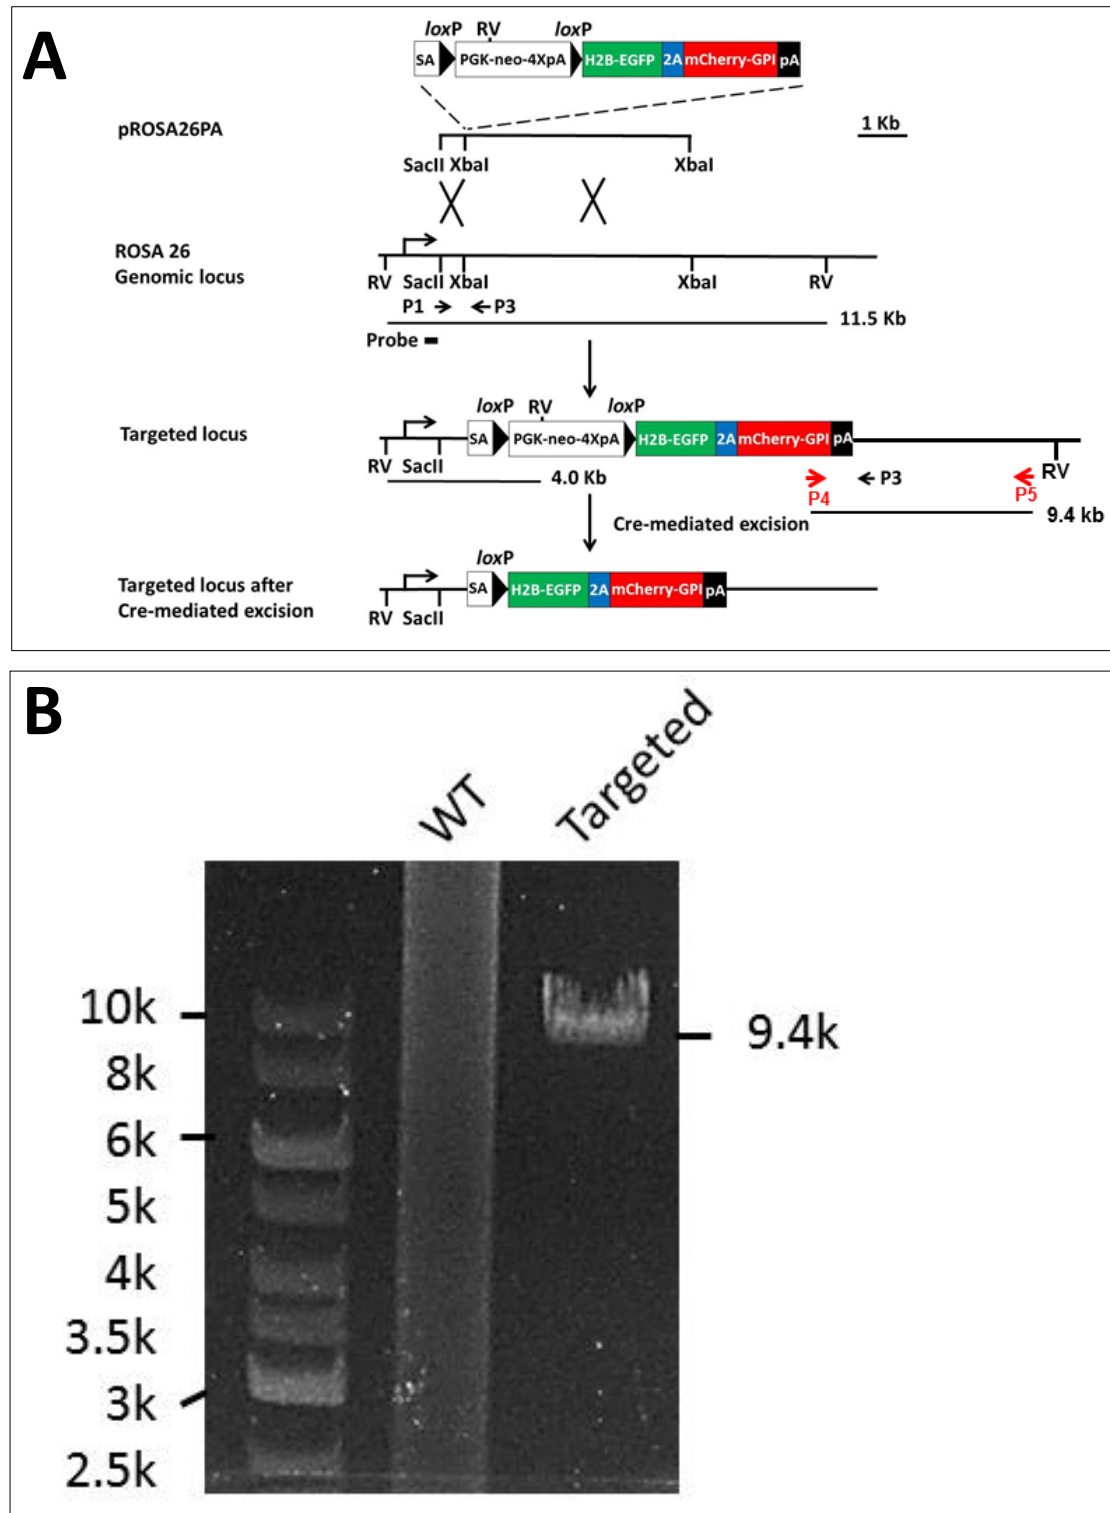 A
loxP RV loxP
SA PGK-neo-4XpA H2B-EGFP 2A mCherry-GPI pA
pROSA26PA
1 Kb
SacII XbaI XbaI
ROSA 26
Genomic locus
RV SacII XbaI XbaI RV
P1 P3
11.5 Kb
Probe
loxP RV loxP
Targeted locus
SA PGK-neo-4XpA H2B-EGFP 2A mCherry-GPI pA
RV SacII RV
4.0 Kb
P4 P3 P5
9.4 kb
Cre-mediated excision
loxP
Targeted locus after
Cre-mediated excision
SA H2B-EGFP 2A mCherry-GPI pA
RV SacII
B
WT Targeted
10k
9.4k
8k
6k
5k
4k
3.5k
3k
2.5k